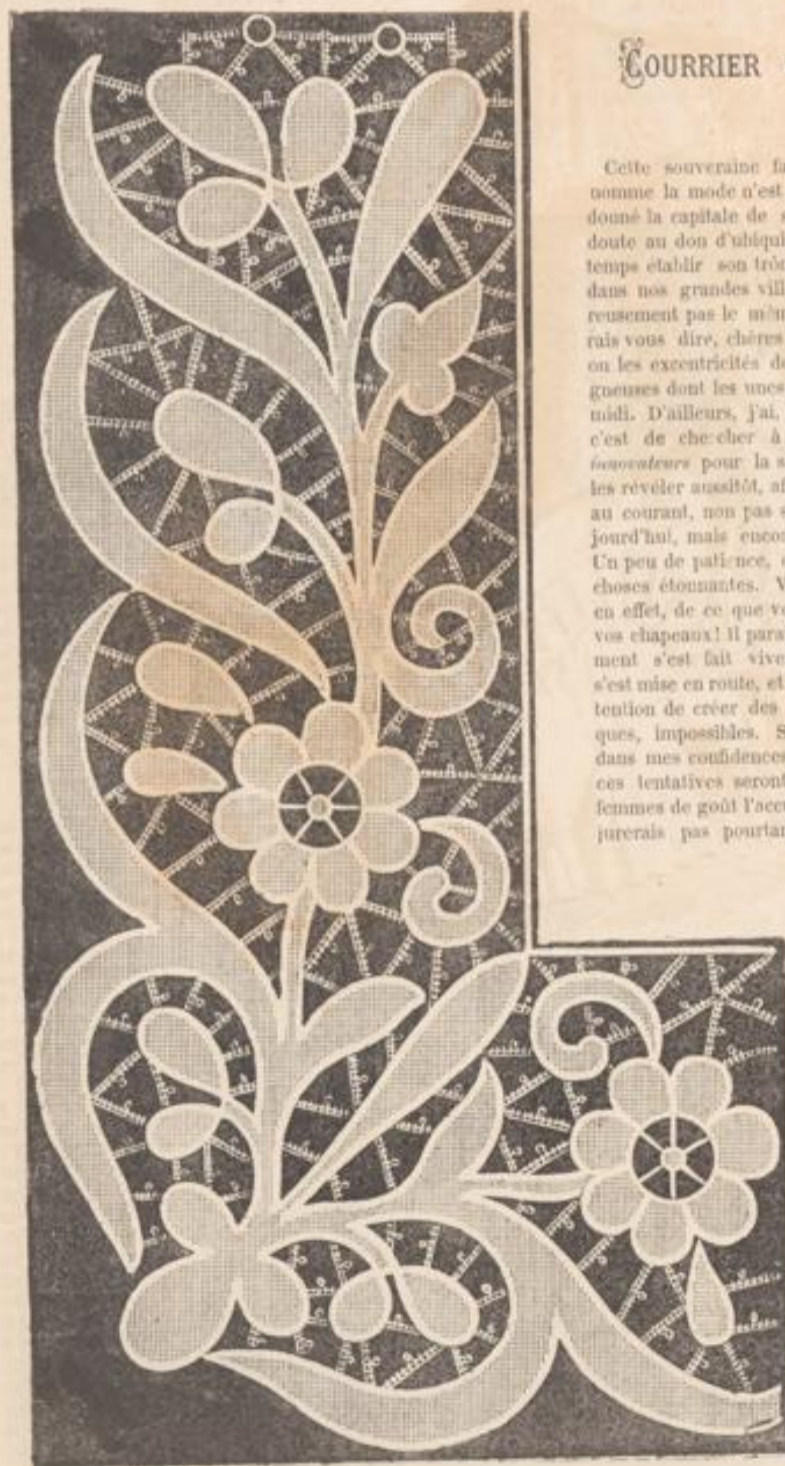 COURRIER
Cette souveraine fa
nomme la mode n'est
donné la capitale de s
doute au don d'ubiqui
temps établir son trôn
dans nos grandes vill
reusement pas le mêm
rais vous dire, chères
ou les excentricités de
gneuses dont les unes
midi. D'ailleurs, j'ai,
c'est de chercher à
innovateurs pour la s
les révéler aussitôt, af
au courant, non pas s
jourd'hui, mais encor
Un peu de patience, e
choses étonnantes. V
en effet, de ce que ve
vos chapeaux! Il paraî
ment s'est fait vive
s'est mise en route, et
tention de créer des
ques, impossibles. S
dans mes confidences
ces tentatives seront
femmes de goût l'accu
jurerais pas pourtan